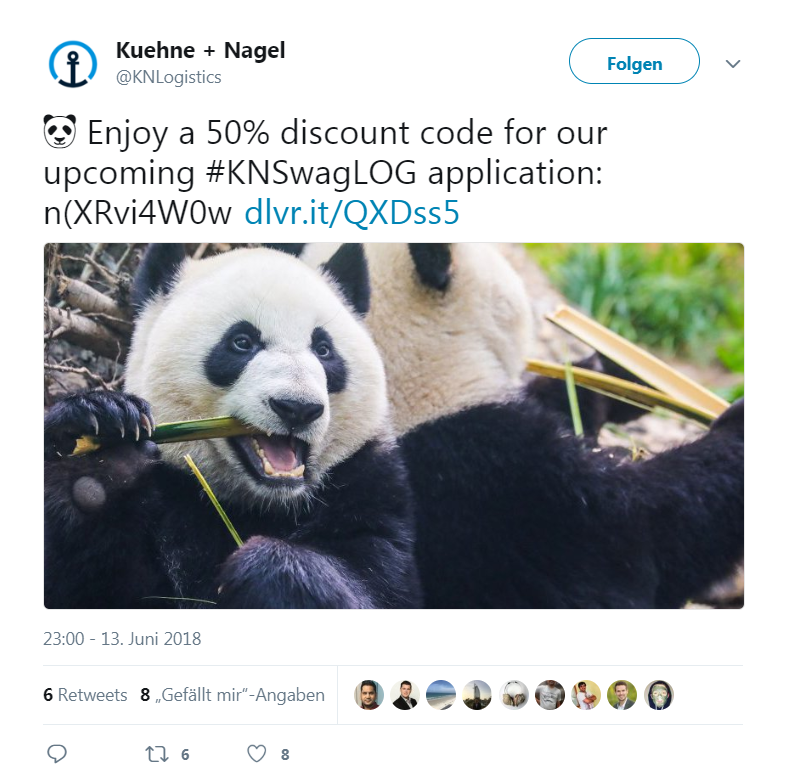 Kuehne + Nagel
@KNLogistics
Folgen
🐼 Enjoy a 50% discount code for our
upcoming #KNSwagLOG application:
n(XRvi4W0w dlvr.it/QXDss5
23:00 - 13. Juni 2018
6 Retweets 8 „Gefällt mir“-Angaben
6 8